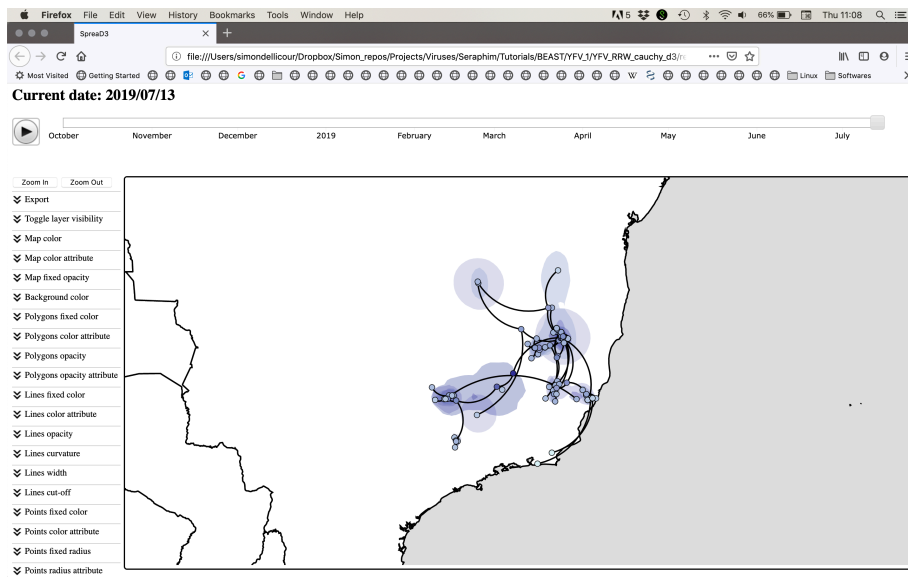 Firefox File Edit View History Bookmarks Tools Window Help 5 66% Thu 11:08
SpreaD3
file:///Users/simondellicour/Dropbox/Simon_repos/Projects/Viruses/Seraphim/Tutorials/BEAST/YFV_1/YFV_RRW_cauchy_d3/r
Most Visited Getting Started Linux Softwares
Current date: 2019/07/13
October November December 2019 February March April May June July
Zoom In Zoom Out
Export
Toggle layer visibility
Map color
Map color attribute
Map fixed opacity
Background color
Polygons fixed color
Polygons color attribute
Polygons opacity
Polygons opacity attribute
Lines fixed color
Lines color attribute
Lines opacity
Lines curvature
Lines width
Lines cut-off
Points fixed color
Points color attribute
Points fixed radius
Points radius attribute